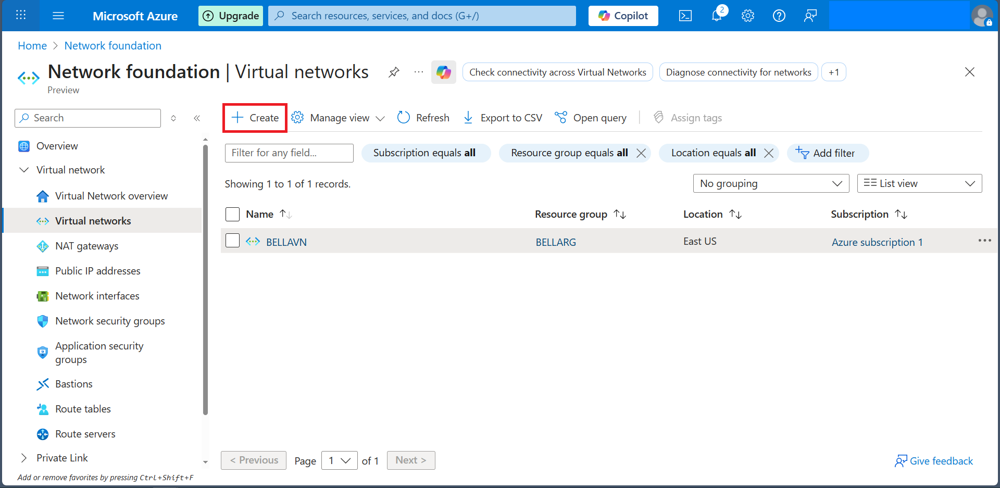 Microsoft Azure
Upgrade
Search resources, services, and docs (G+/)
Copilot
2
Home > Network foundation
Network foundation | Virtual networks
Preview
Check connectivity across Virtual Networks
Diagnose connectivity for networks
+1
Search
Overview
Virtual network
Virtual Network overview
Virtual networks
NAT gateways
Public IP addresses
Network interfaces
Network security groups
Application security
groups
Bastions
Route tables
Route servers
Private Link
Add or remove favorites by pressing Ctrl+Shift+F
Create
Manage view
Refresh
Export to CSV
Open query
Assign tags
Filter for any field...
Subscription equals all
Resource group equals all
Location equals all
Add filter
Showing 1 to 1 of 1 records.
No grouping
List view
Name
Resource group
Location
Subscription
BELLAVN
BELLARG
East US
Azure subscription 1
< Previous
Page 1 of 1
Next >
Give feedback